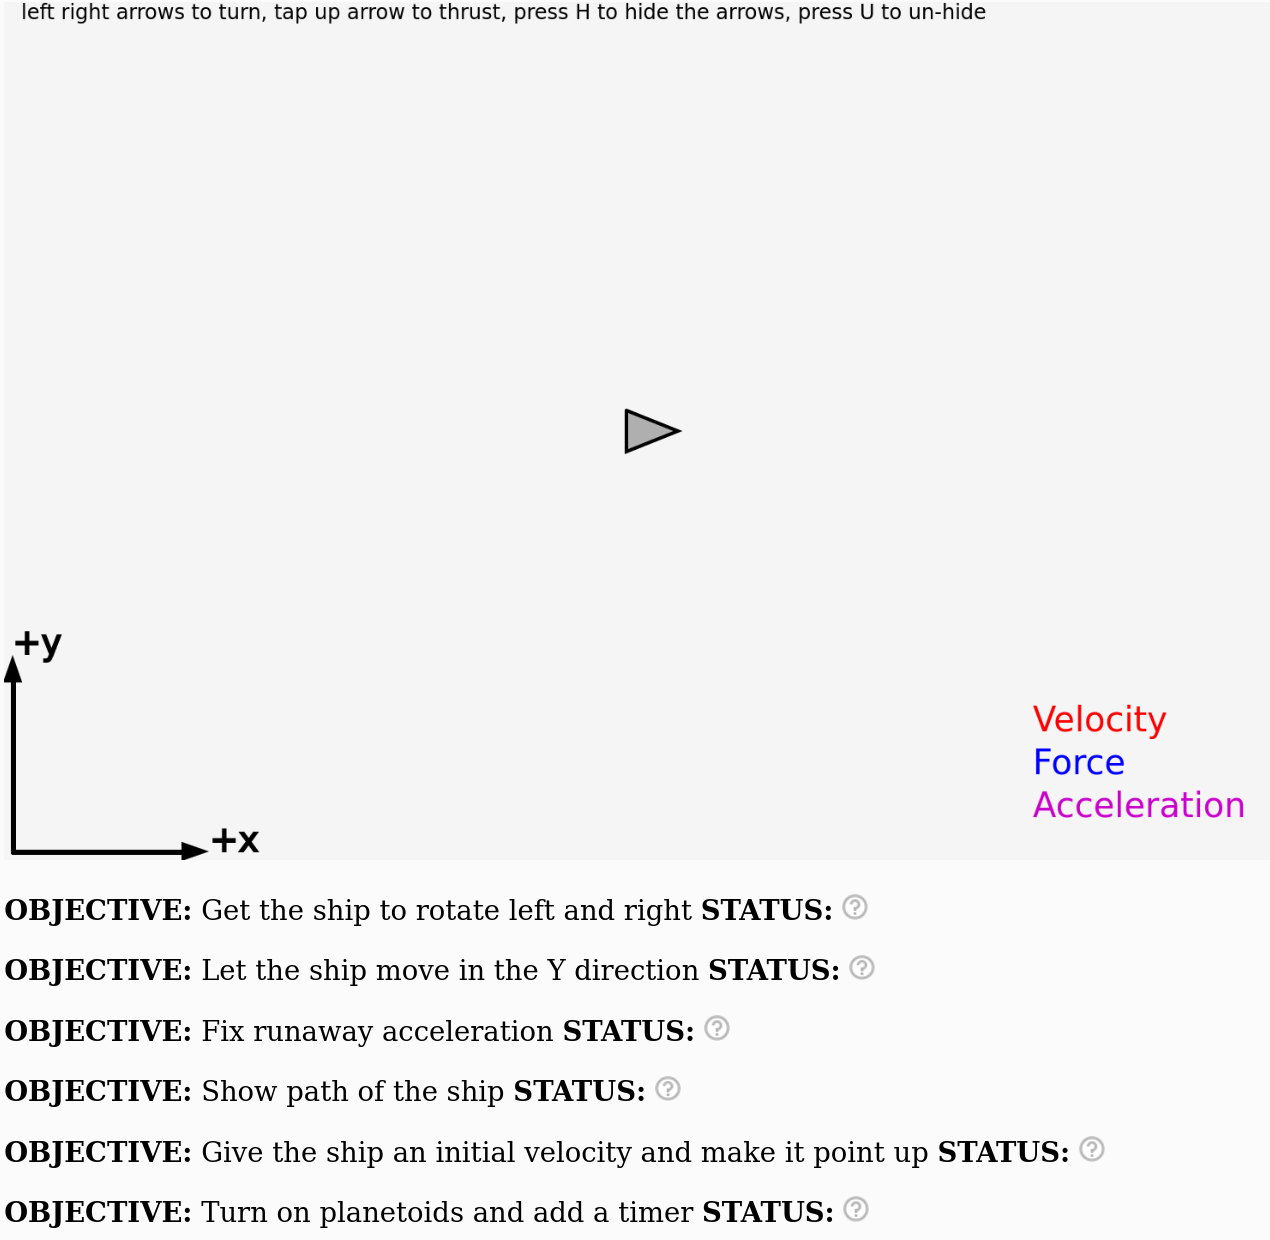 left right arrows to turn, tap up arrow to thrust, press H to hide the arrows, press U to un-hide
+y
Velocity
Force
Acceleration
+x
OBJECTIVE: Get the ship to rotate left and right STATUS: ?
OBJECTIVE: Let the ship move in the Y direction STATUS: ?
OBJECTIVE: Fix runaway acceleration STATUS: ?
OBJECTIVE: Show path of the ship STATUS: ?
OBJECTIVE: Give the ship an initial velocity and make it point up STATUS: ?
OBJECTIVE: Turn on planetoids and add a timer STATUS: ?